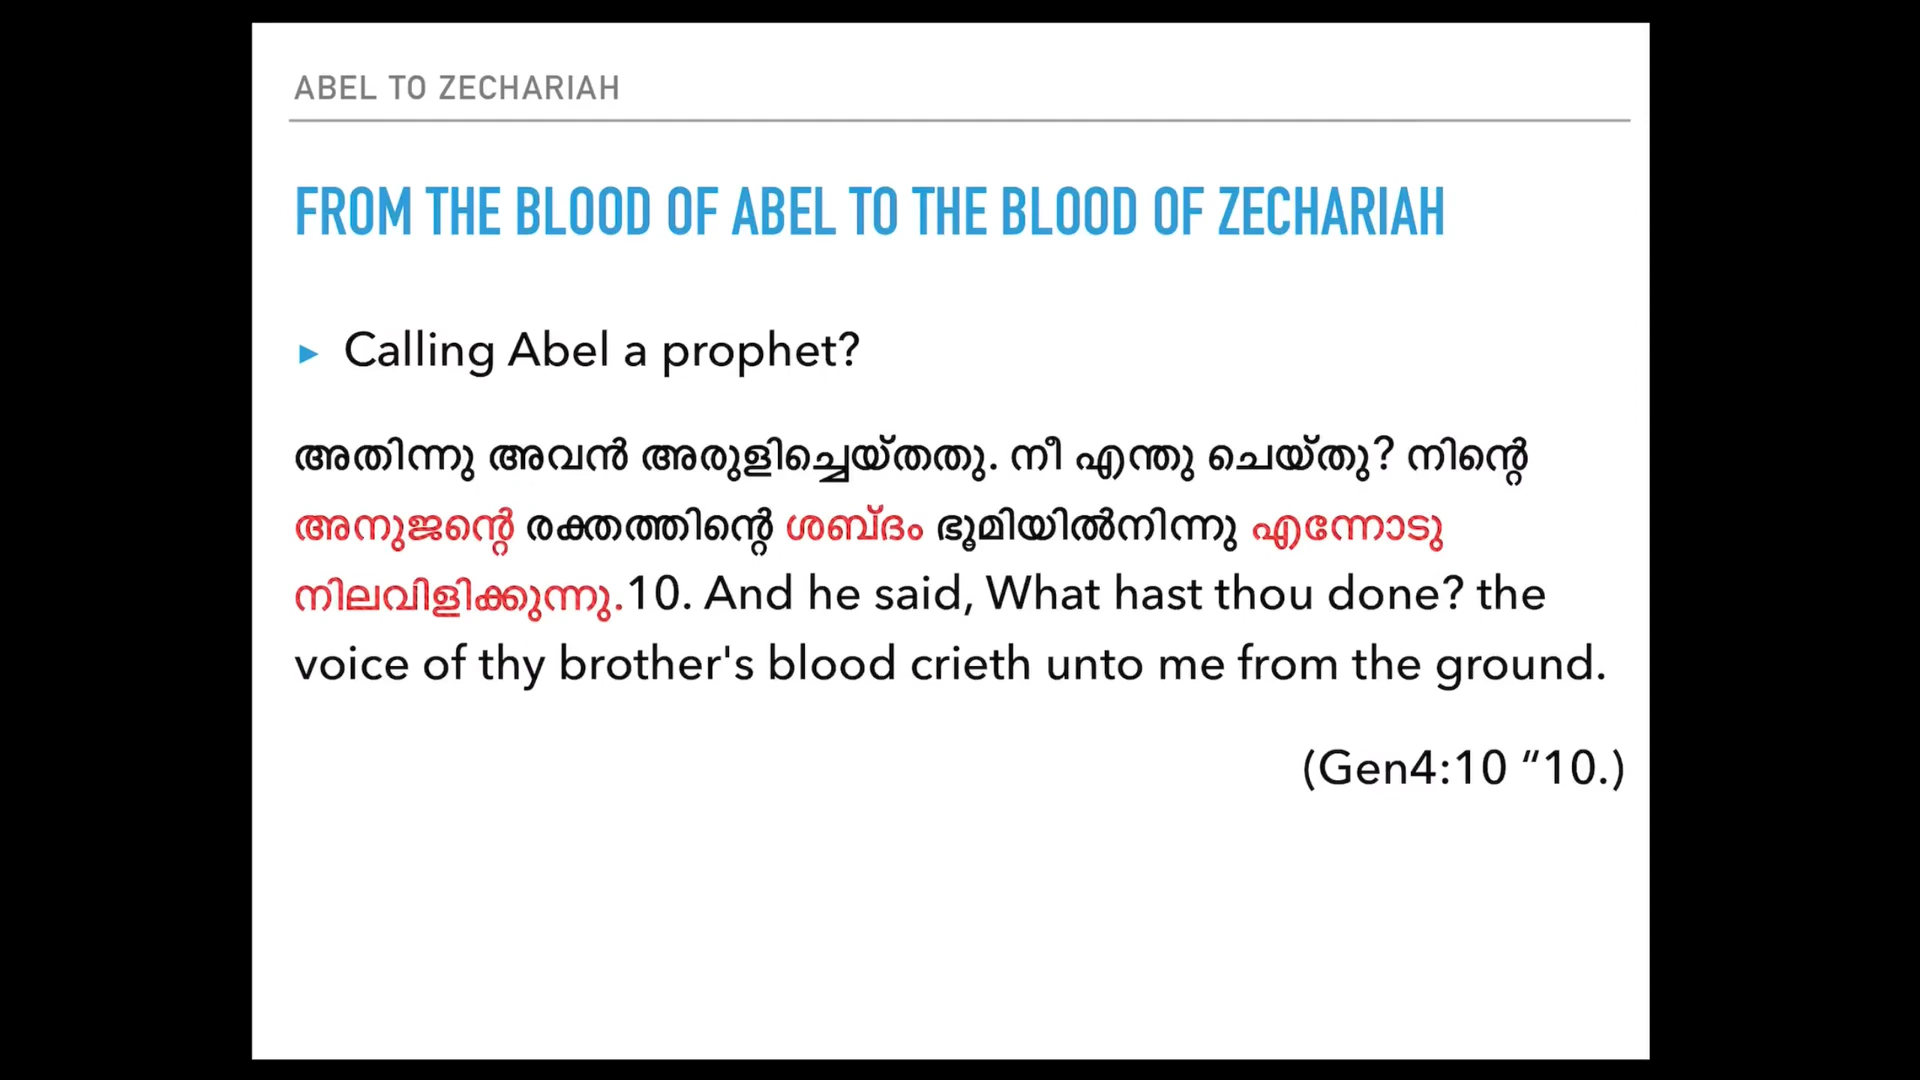 ABEL TO ZECHARIAH
FROM THE BLOOD OF ABEL TO THE BLOOD OF ZECHARIAH
▸ Calling Abel a prophet?
അതിന്നു അവൻ അരുളിച്ചെയ്തതു. നീ എന്തു ചെയ്തു? നിന്റെ
അനുജന്റെ രക്തത്തിന്റെ ശബ്ദം ഭൂമിയിൽനിന്നു എന്നോടു
നിലവിളിക്കുന്നു.10. And he said, What hast thou done? the
voice of thy brother's blood crieth unto me from the ground.
(Gen4:10 “10.)